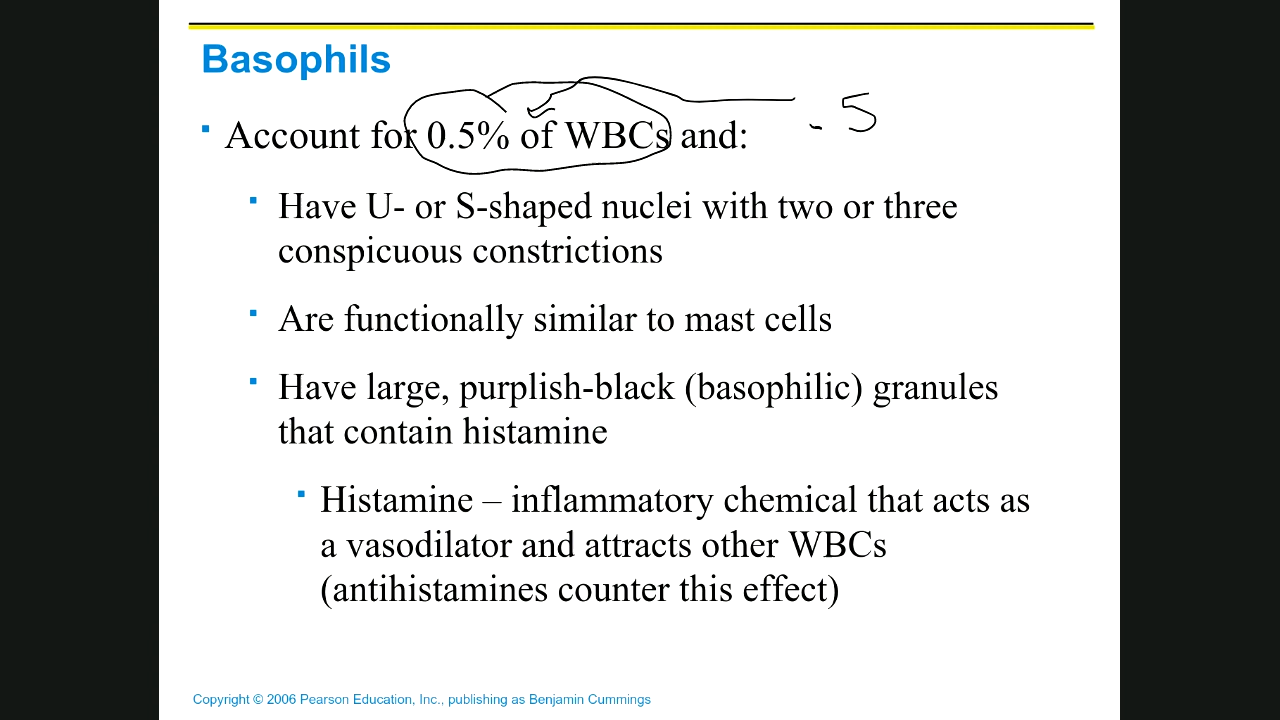 Basophils
. 5
▪ Account for 0.5% of WBCs and:
▪ Have U- or S-shaped nuclei with two or three
conspicuous constrictions
▪ Are functionally similar to mast cells
▪ Have large, purplish-black (basophilic) granules
that contain histamine
▪ Histamine – inflammatory chemical that acts as
a vasodilator and attracts other WBCs
(antihistamines counter this effect)
Copyright © 2006 Pearson Education, Inc., publishing as Benjamin Cummings